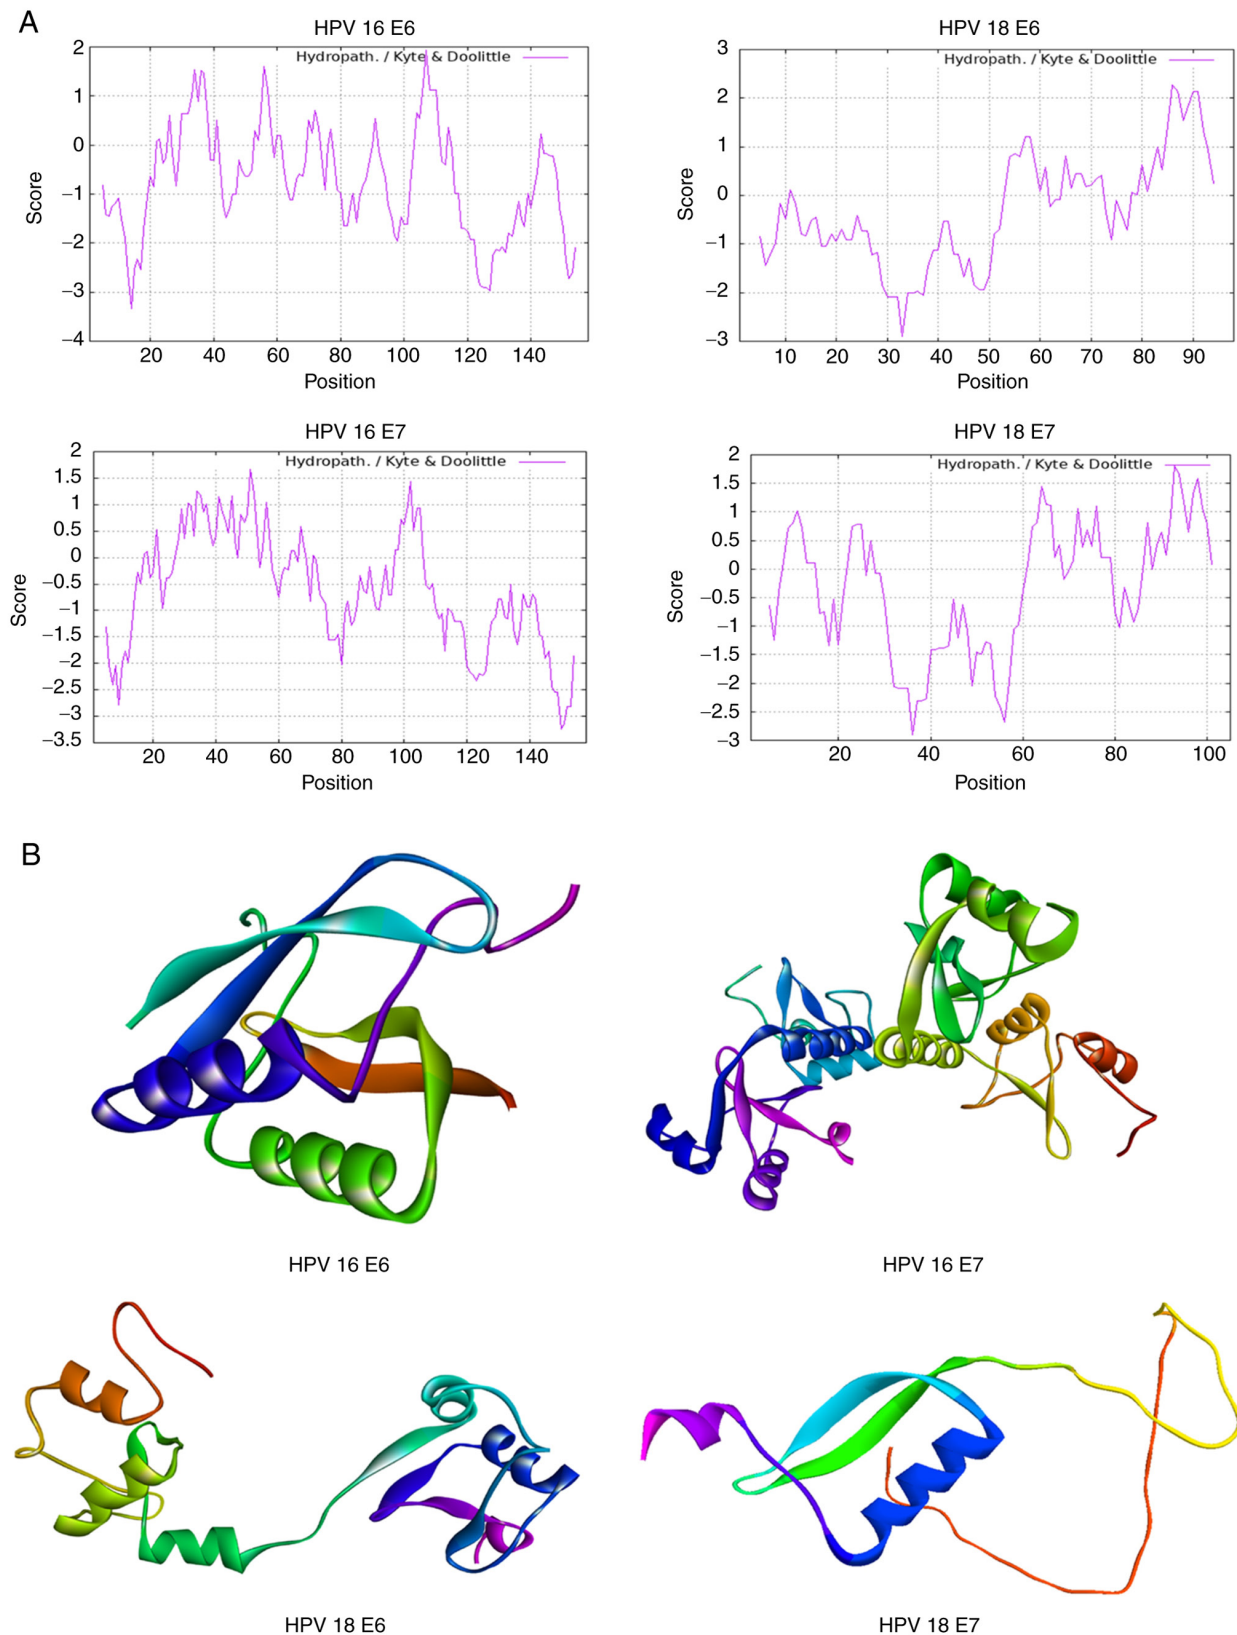 A
HPV 16 E6
Hydropath. / Kyte & Doolittle
2
1
0
−1
−2
−3
−4
Score
20 40 60 80 100 120 140
Position
HPV 18 E6
Hydropath. / Kyte & Doolittle
3
2
1
0
−1
−2
−3
Score
10 20 30 40 50 60 70 80 90
Position
HPV 16 E7
Hydropath. / Kyte & Doolittle
2
1.5
1
0.5
0
−0.5
−1
−1.5
−2
−2.5
−3
−3.5
Score
20 40 60 80 100 120 140
Position
HPV 18 E7
Hydropath. / Kyte & Doolittle
2
1.5
1
0.5
0
−0.5
−1
−1.5
−2
−2.5
−3
Score
20 40 60 80 100
Position
B
HPV 16 E6
HPV 16 E7
HPV 18 E6
HPV 18 E7